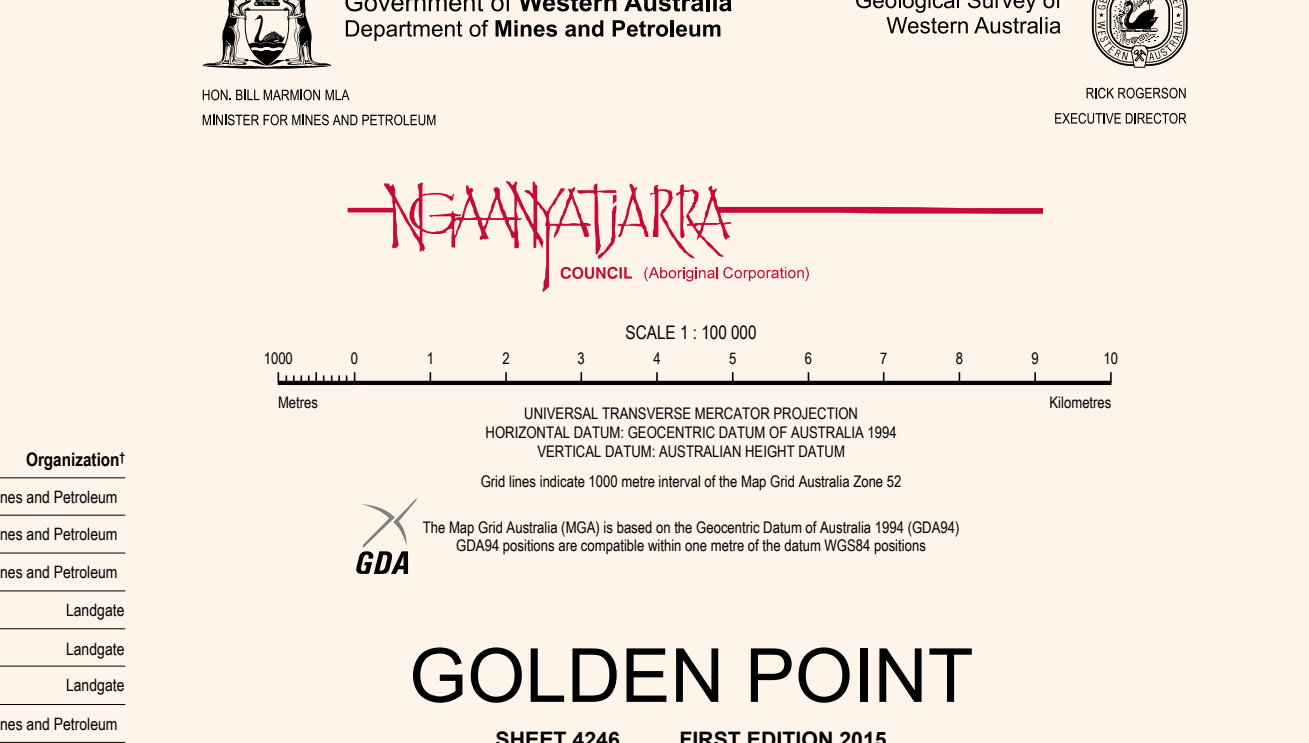 Government of Western Australia
Department of Mines and Petroleum
Geological Survey of
Western Australia
WESTERN AUSTRALIA
HON. BILL MARMION MLA
MINISTER FOR MINES AND PETROLEUM
RICK ROGERSON
EXECUTIVE DIRECTOR
NGAANYATJARRA
COUNCIL (Aboriginal Corporation)
SCALE 1 : 100 000
1000 0 1 2 3 4 5 6 7 8 9 10
Metres Kilometres
UNIVERSAL TRANSVERSE MERCATOR PROJECTION
HORIZONTAL DATUM: GEOCENTRIC DATUM OF AUSTRALIA 1994
VERTICAL DATUM: AUSTRALIAN HEIGHT DATUM
Grid lines indicate 1000 metre interval of the Map Grid Australia Zone 52
GDA
The Map Grid Australia (MGA) is based on the Geocentric Datum of Australia 1994 (GDA94)
GDA94 positions are compatible within one metre of the datum WGS84 positions
Organization†
nes and Petroleum
nes and Petroleum
nes and Petroleum
Landgate
Landgate
Landgate
nes and Petroleum
GOLDEN POINT
SHEET 4246 FIRST EDITION 2015